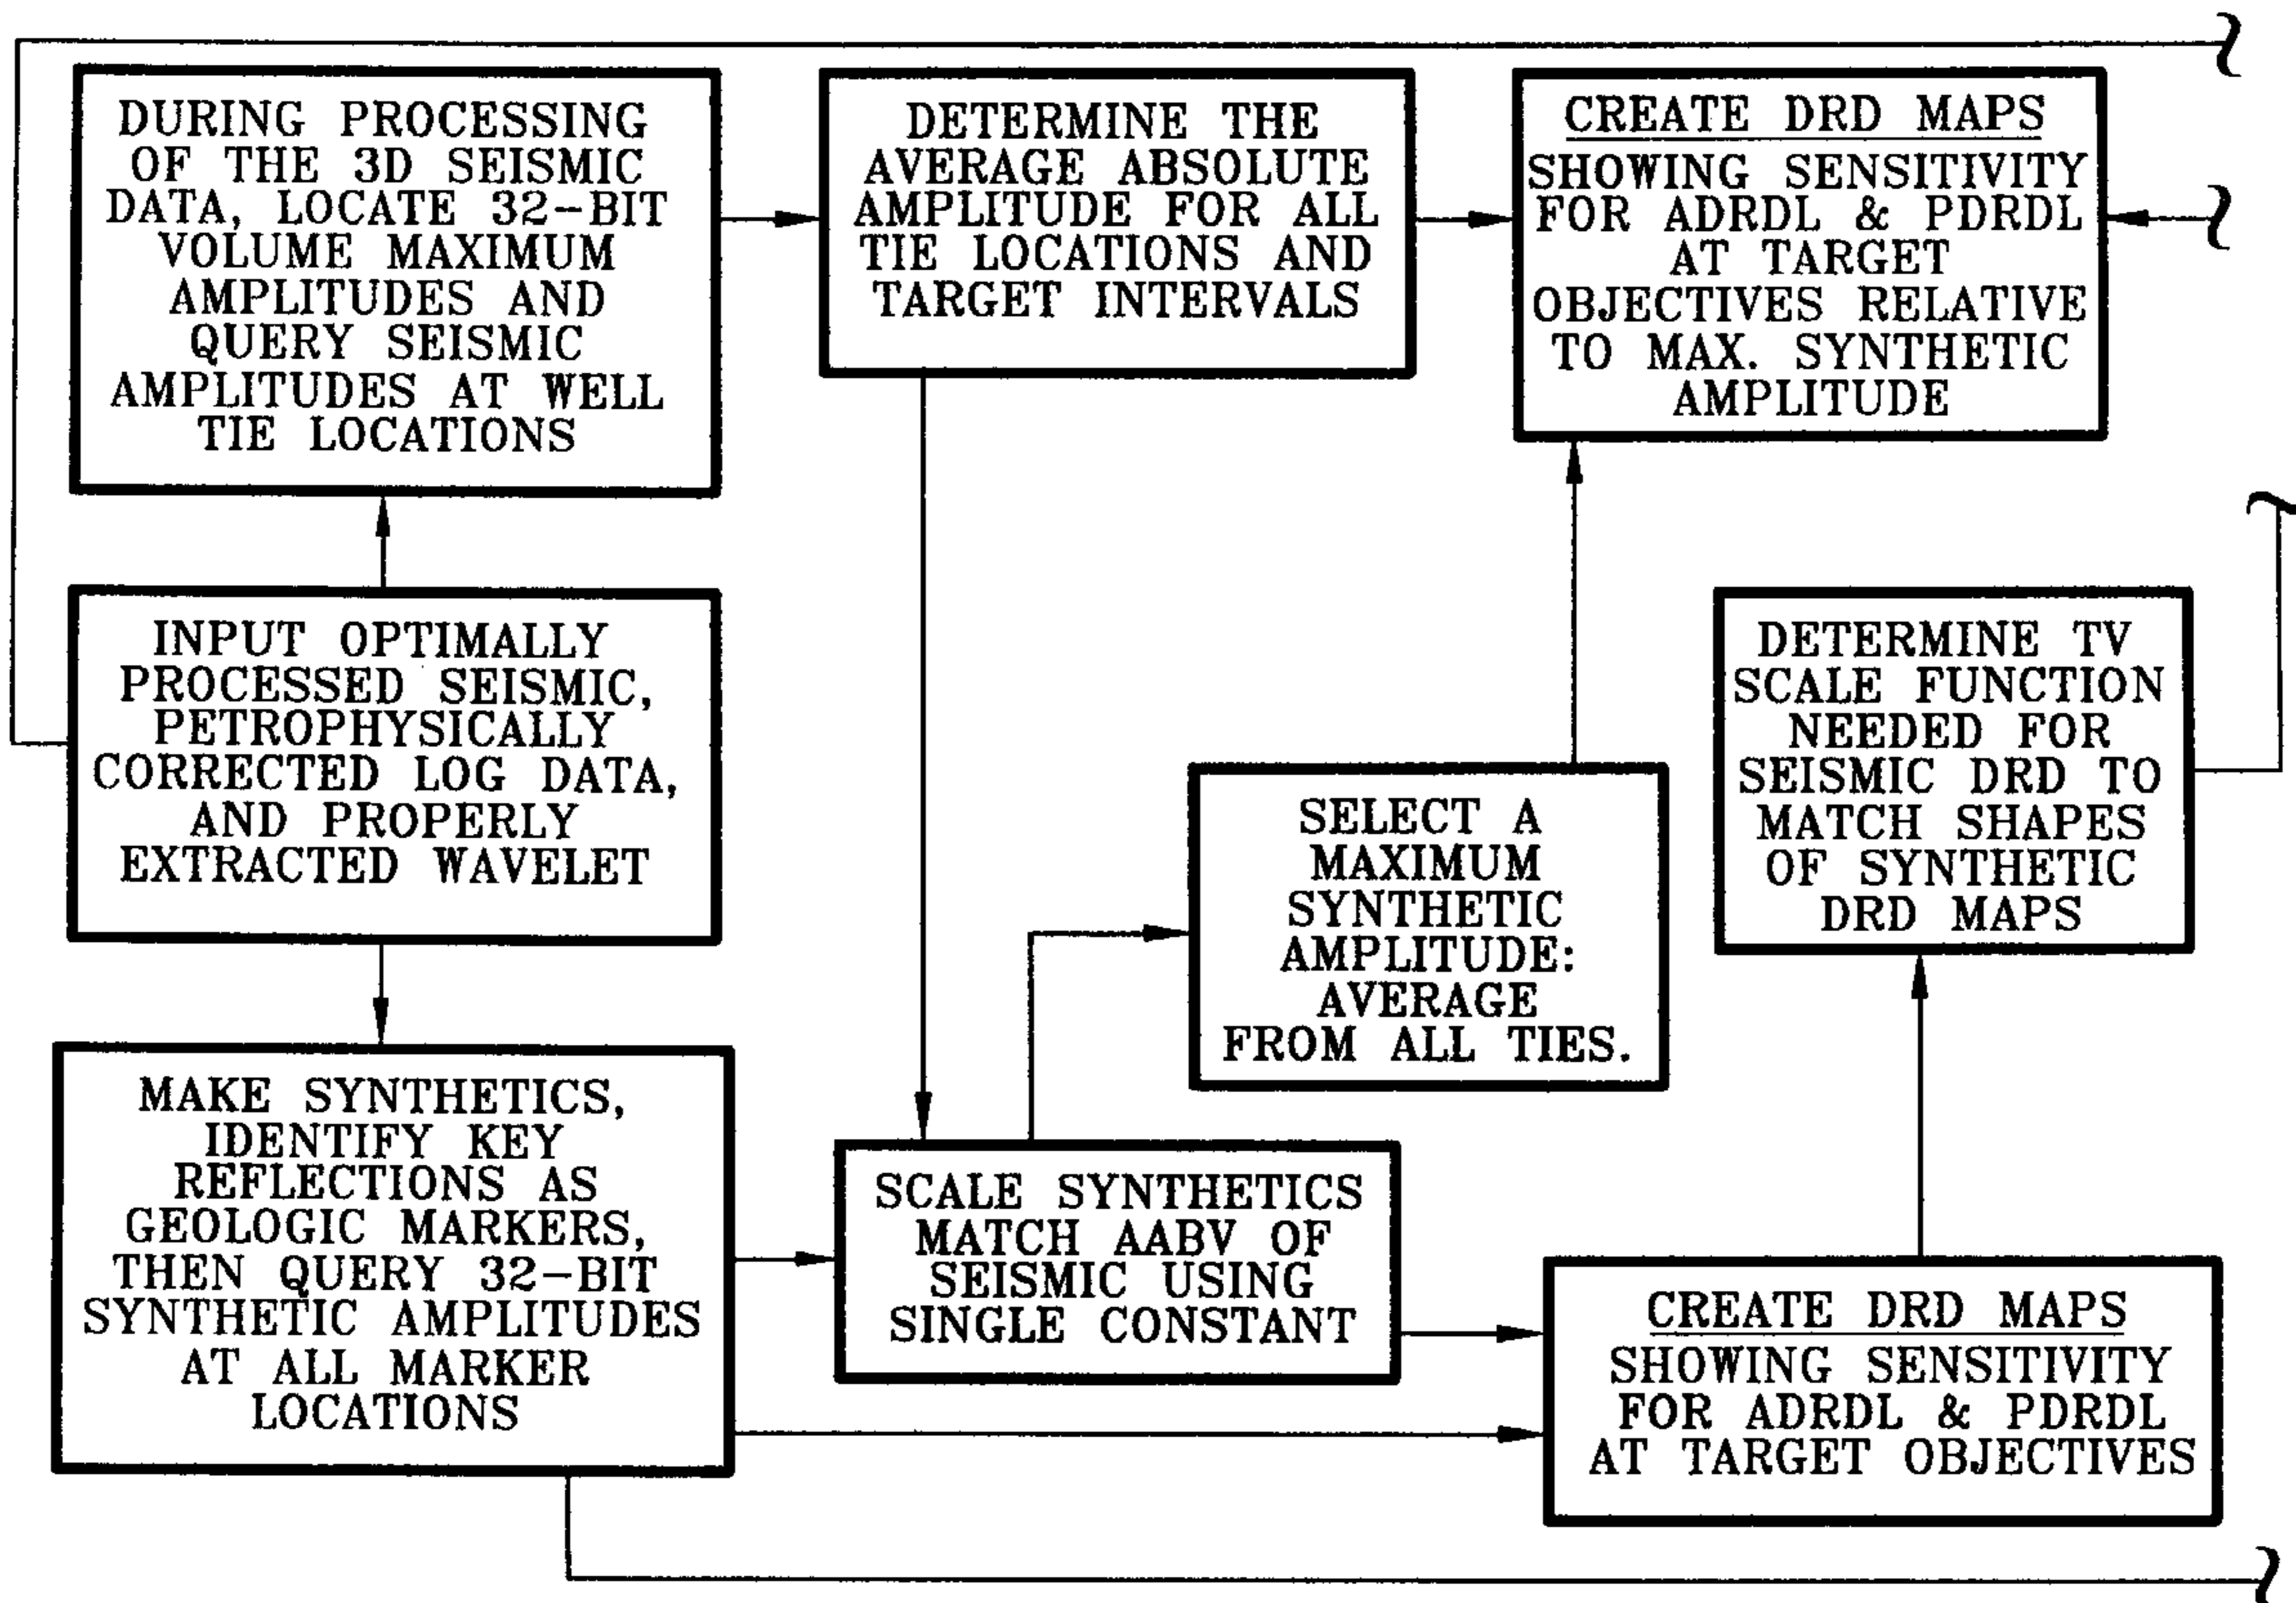 DURING PROCESSING
OF THE 3D SEISMIC
DATA, LOCATE 32-BIT
VOLUME MAXIMUM
AMPLITUDES AND
QUERY SEISMIC
AMPLITUDES AT WELL
TIE LOCATIONS
DETERMINE THE
AVERAGE ABSOLUTE
AMPLITUDE FOR ALL
TIE LOCATIONS AND
TARGET INTERVALS
CREATE DRD MAPS
SHOWING SENSITIVITY
FOR ADRDL & PDRDL
AT TARGET
OBJECTIVES RELATIVE
TO MAX. SYNTHETIC
AMPLITUDE
INPUT OPTIMALLY
PROCESSED SEISMIC,
PETROPHYSICALLY
CORRECTED LOG DATA,
AND PROPERLY
EXTRACTED WAVELET
DETERMINE TV
SCALE FUNCTION
NEEDED FOR
SEISMIC DRD TO
MATCH SHAPES
OF SYNTHETIC
DRD MAPS
SELECT A
MAXIMUM
SYNTHETIC
AMPLITUDE:
AVERAGE
FROM ALL TIES.
MAKE SYNTHETICS,
IDENTIFY KEY
REFLECTIONS AS
GEOLOGIC MARKERS,
THEN QUERY 32-BIT
SYNTHETIC AMPLITUDES
AT ALL MARKER
LOCATIONS
SCALE SYNTHETICS
MATCH AABV OF
SEISMIC USING
SINGLE CONSTANT
CREATE DRD MAPS
SHOWING SENSITIVITY
FOR ADRDL & PDRDL
AT TARGET OBJECTIVES